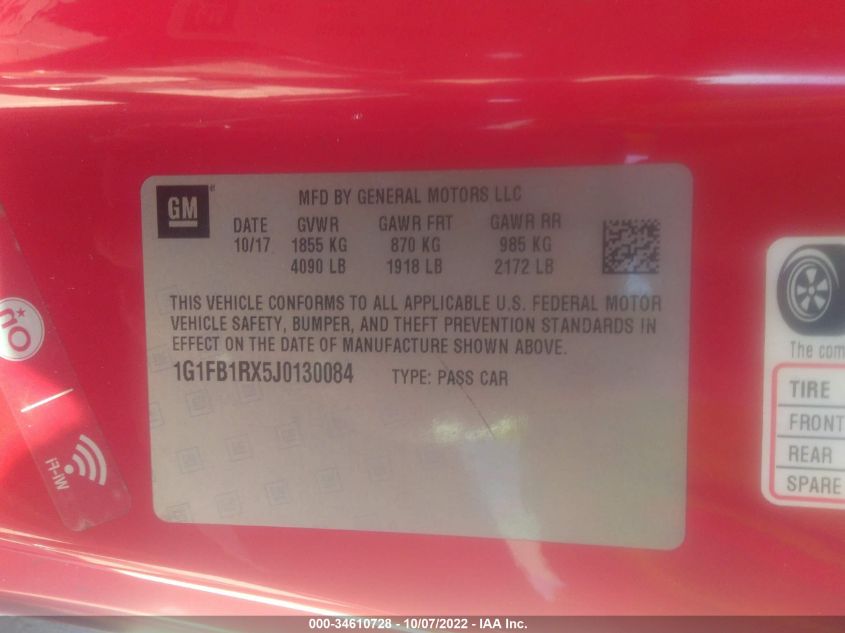 GM
MFD BY GENERAL MOTORS LLC
DATE GVWR GAWR FRT GAWR RR
10/17 1855 KG 870 KG 985 KG
4090 LB 1918 LB 2172 LB
THIS VEHICLE CONFORMS TO ALL APPLICABLE U.S. FEDERAL MOTOR
VEHICLE SAFETY, BUMPER, AND THEFT PREVENTION STANDARDS IN
EFFECT ON THE DATE OF MANUFACTURE SHOWN ABOVE.
1G1FB1RX5J0130084 TYPE: PASS CAR
Wi-Fi
The com
TIRE
FRONT
REAR
SPARE
000-34610728 - 10/07/2022 - IAA Inc.